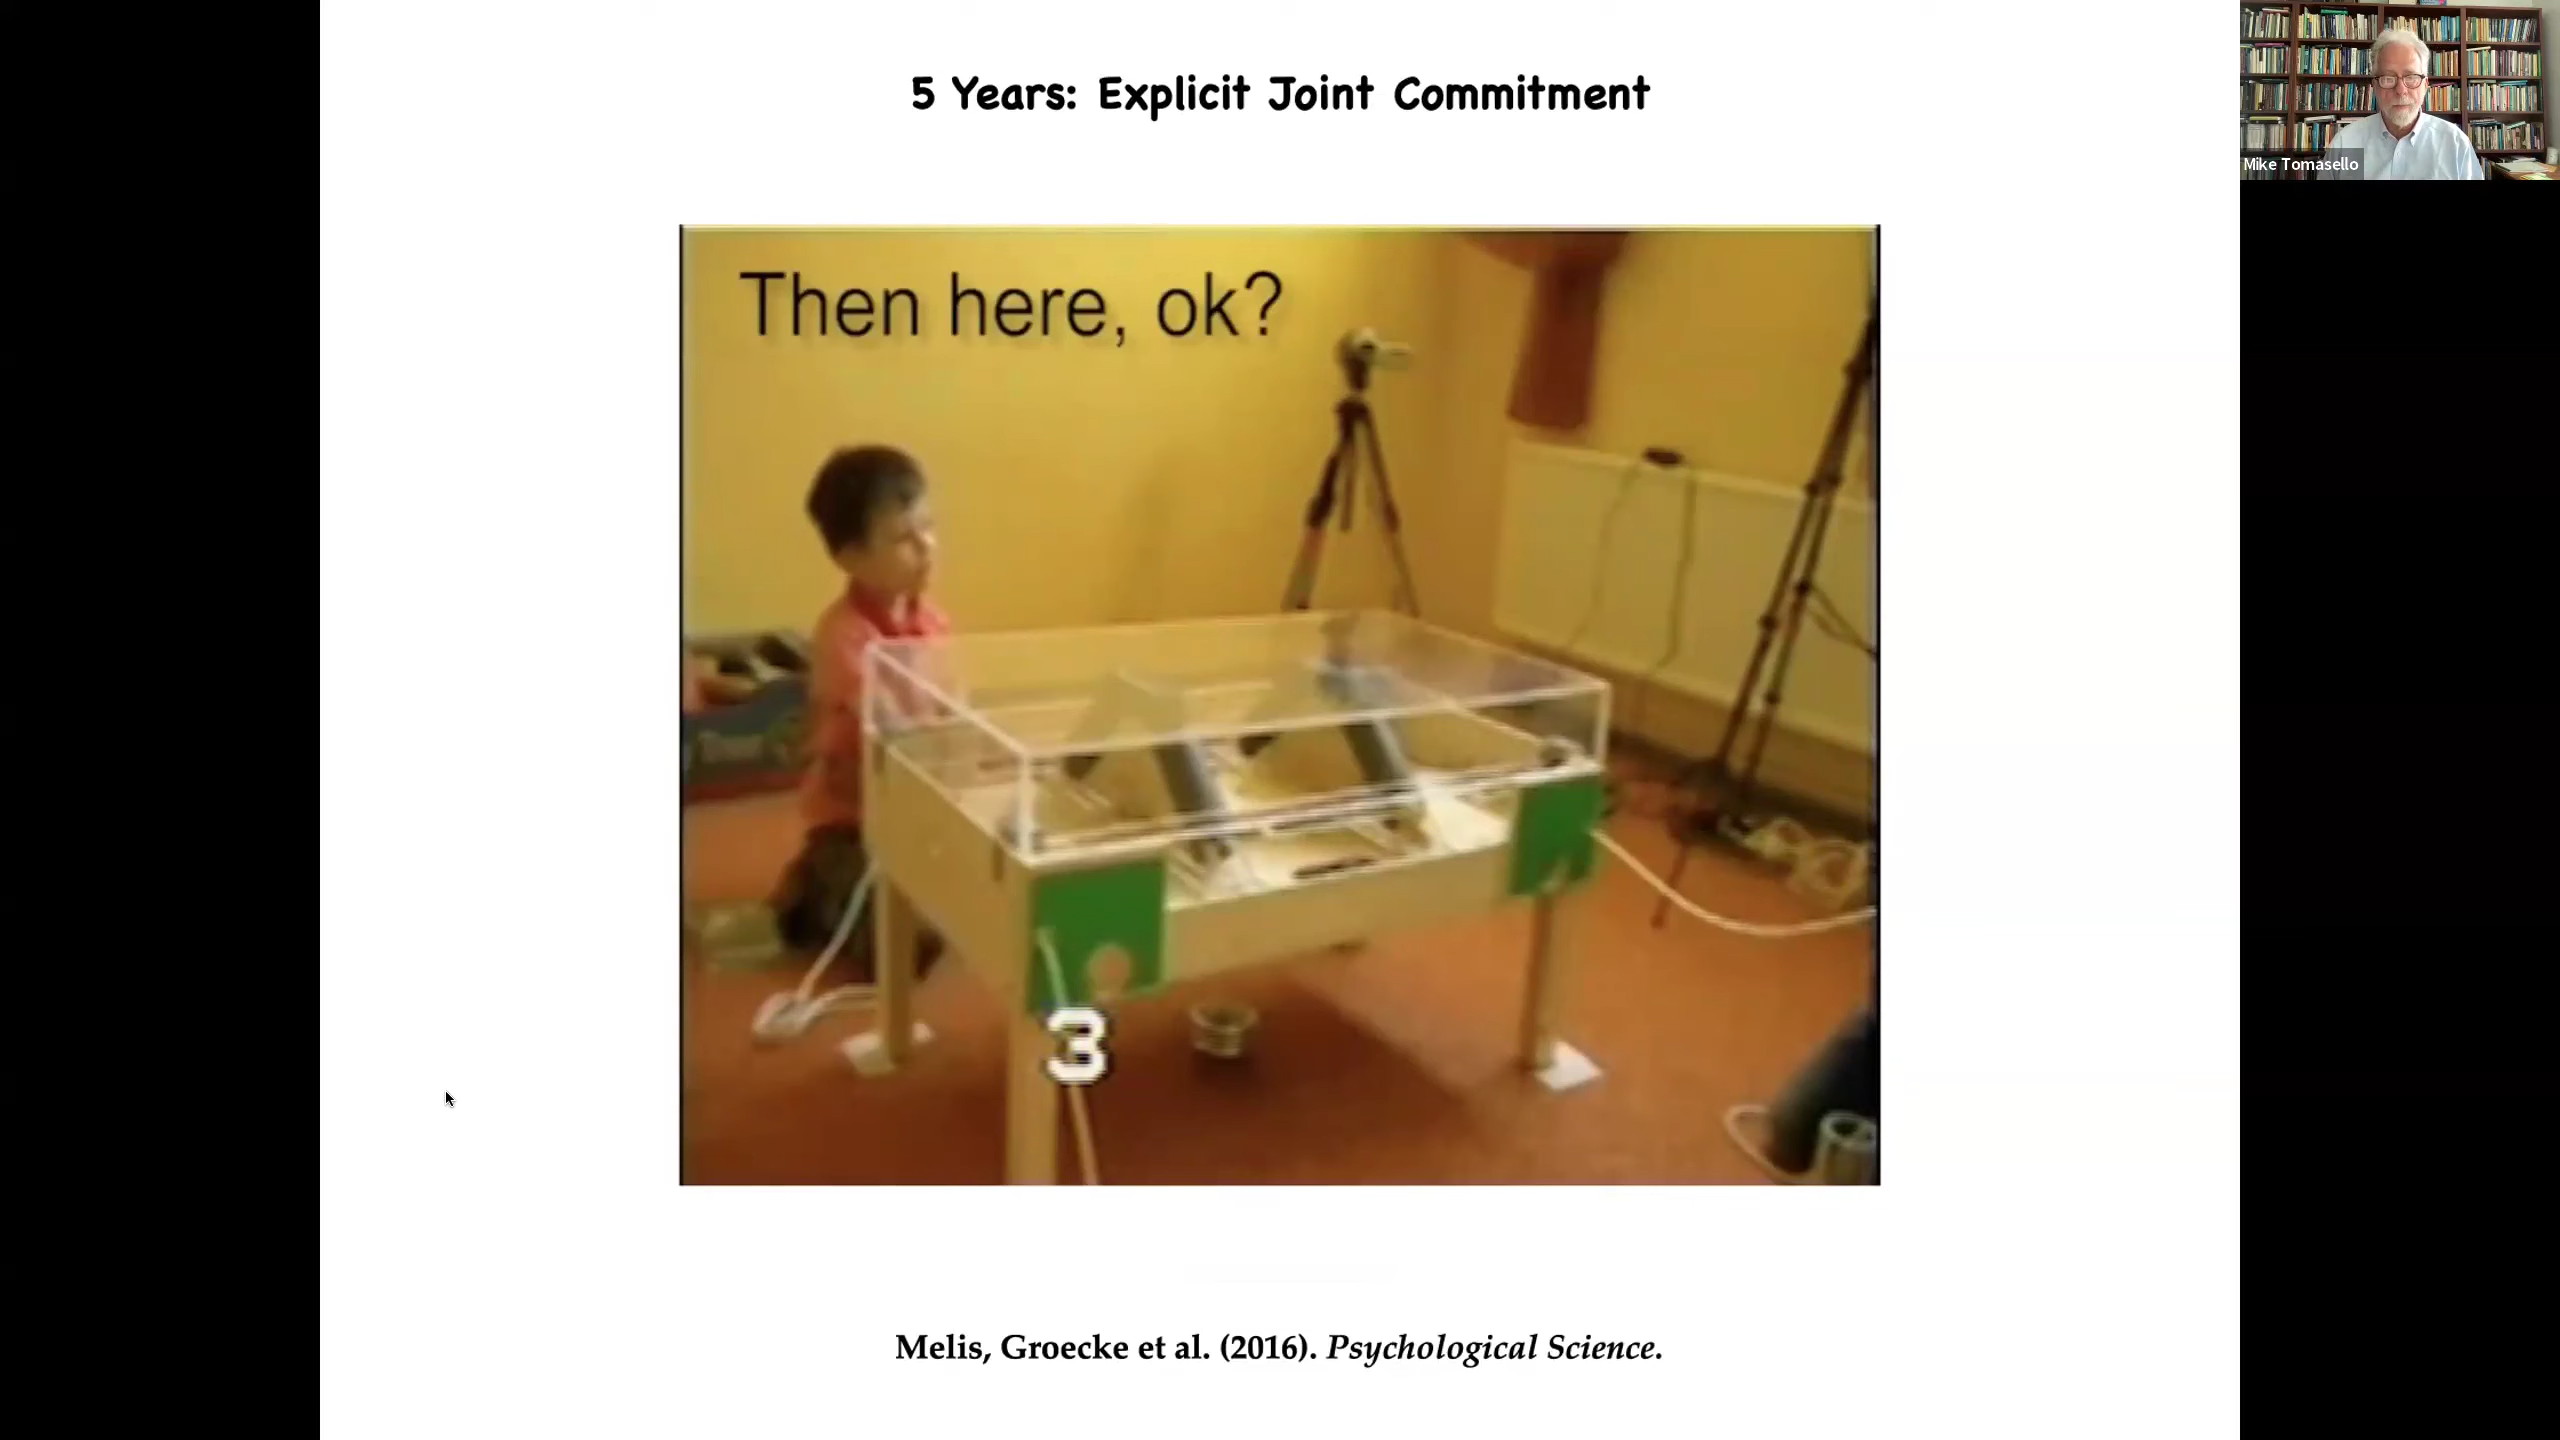 5 Years: Explicit Joint Commitment
Mike Tomasello
Then here, ok?
3
Melis, Groecke et al. (2016). Psychological Science.